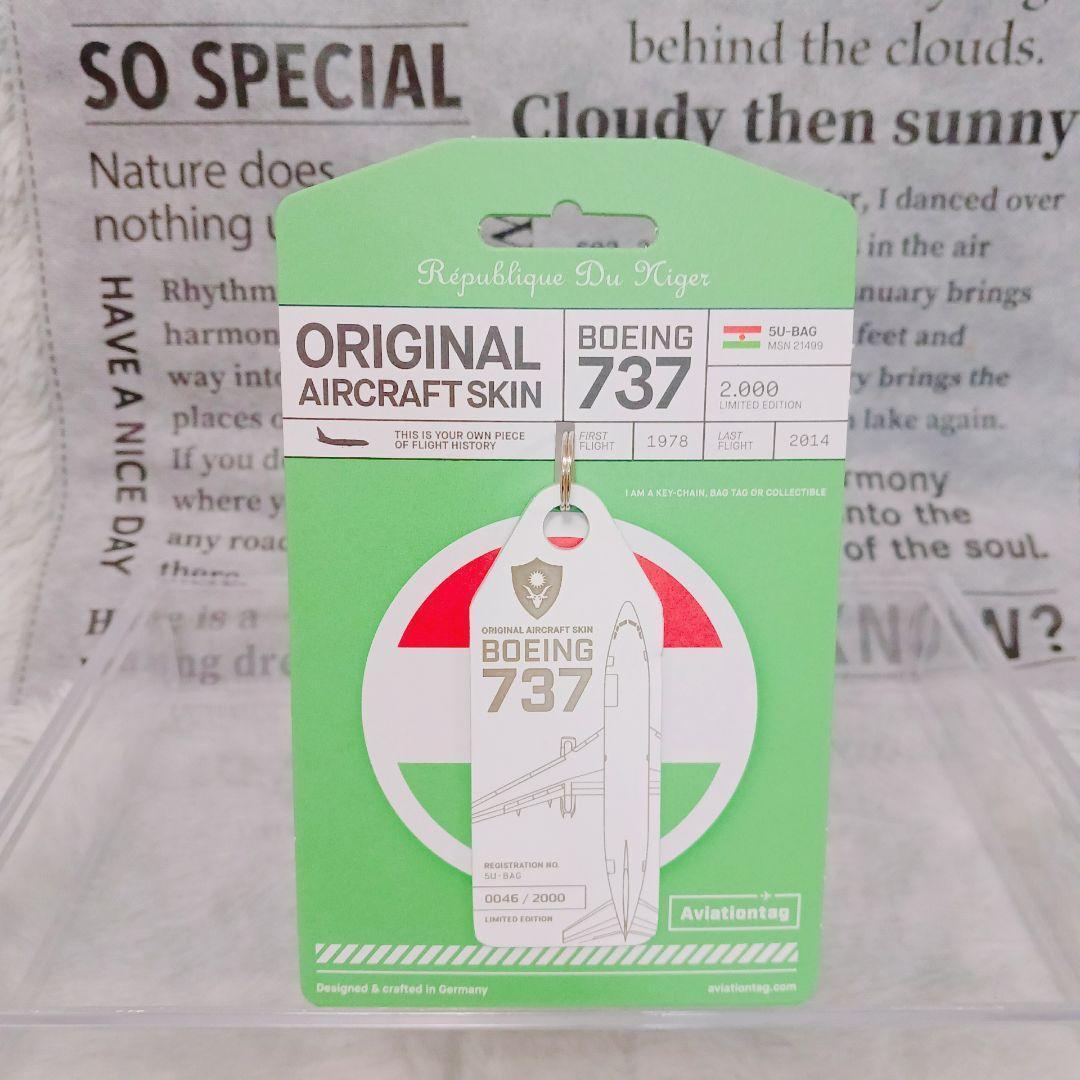 SO SPECIAL
Nature does
nothing
HAVE A NICE DAY
Rhythm
harmon
way into
places
If you d
where y
any road
there.
behind the clouds.
Cloudy then sunny
, I danced over
in the air
nuary brings
feet and
y brings the
lake again.
rmony
nto the
of the soul.
KNOW?
République Du Niger
ORIGINAL
AIRCRAFT SKIN
BOEING
737
5U-BAG
MSN 21499
2.000
LIMITED EDITION
THIS IS YOUR OWN PIECE
OF FLIGHT HISTORY
FIRST
FLIGHT
1978
LAST
FLIGHT
2014
I AM A KEY-CHAIN, BAG TAG OR COLLECTIBLE
ORIGINAL AIRCRAFT SKIN
BOEING
737
REGISTRATION NO.
5U-BAG
0046 / 2000
LIMITED EDITION
Aviationtag
Designed & crafted in Germany
aviationtag.com